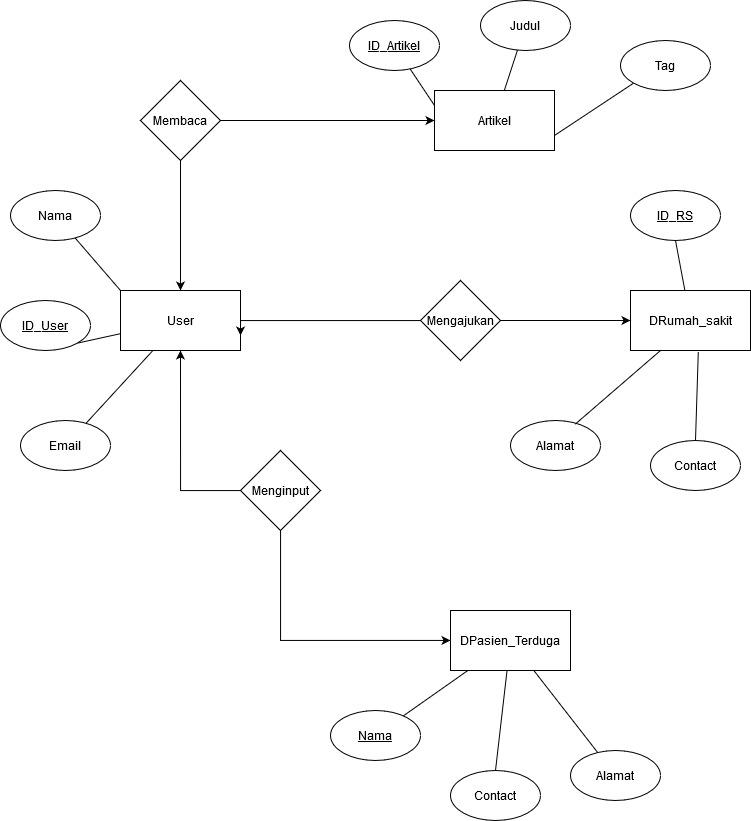 Judul
ID_Artikel
Tag
Membaca
Artikel
Nama
ID_RS
ID_User
User
Mengajukan
DRumah_sakit
Email
Alamat
Contact
Menginput
DPasien_Terduga
Nama
Contact
Alamat